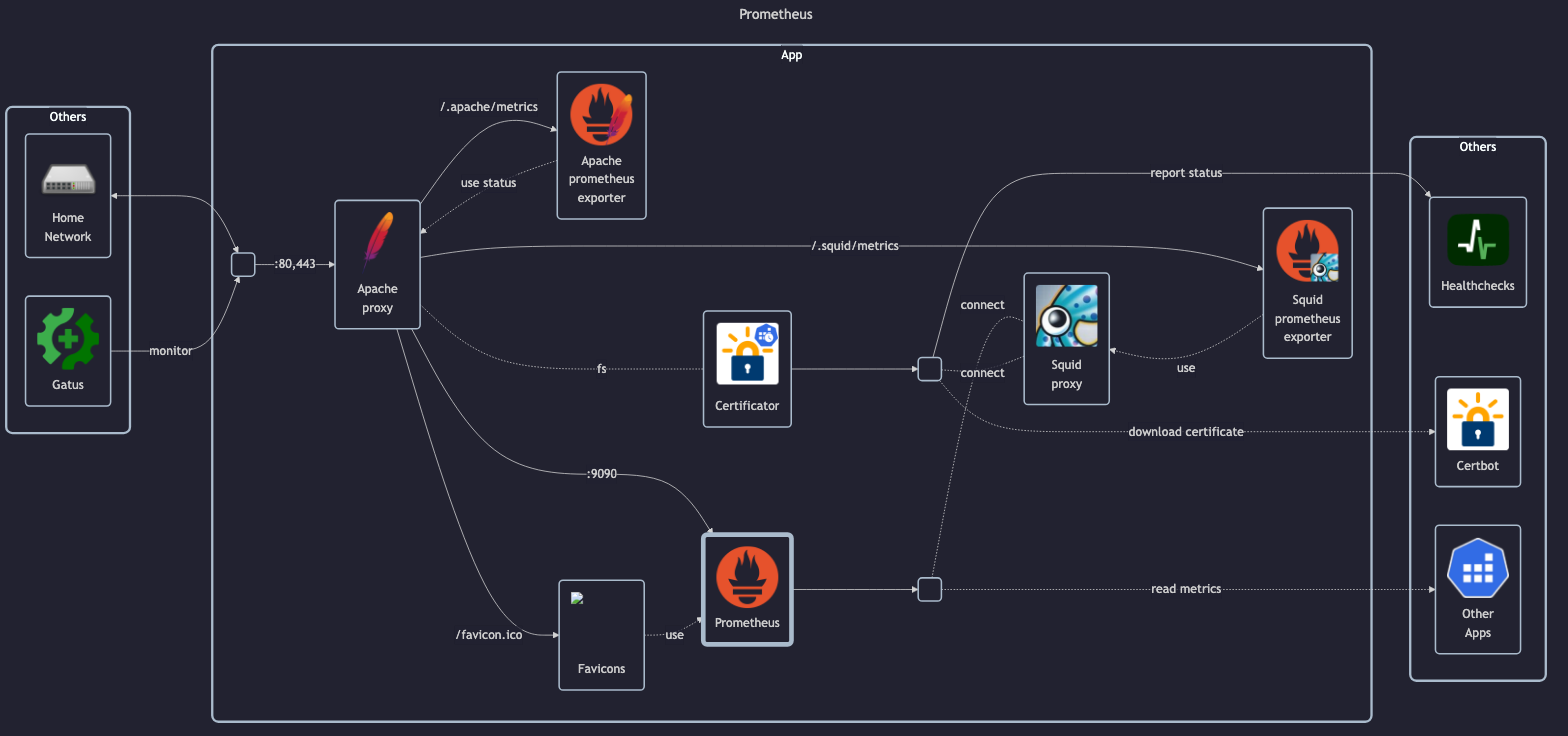 Prometheus
App
Others
Home
Network
Gatus
monitor
:80,443
Apache
proxy
/.apache/metrics
use status
Apache
prometheus
exporter
/.squid/metrics
fs
:9090
/favicon.ico
Favicons
use
Certificator
Prometheus
connect
connect
Squid
proxy
use
Squid
prometheus
exporter
report status
download certificate
read metrics
Others
Healthchecks
Certbot
Other
Apps